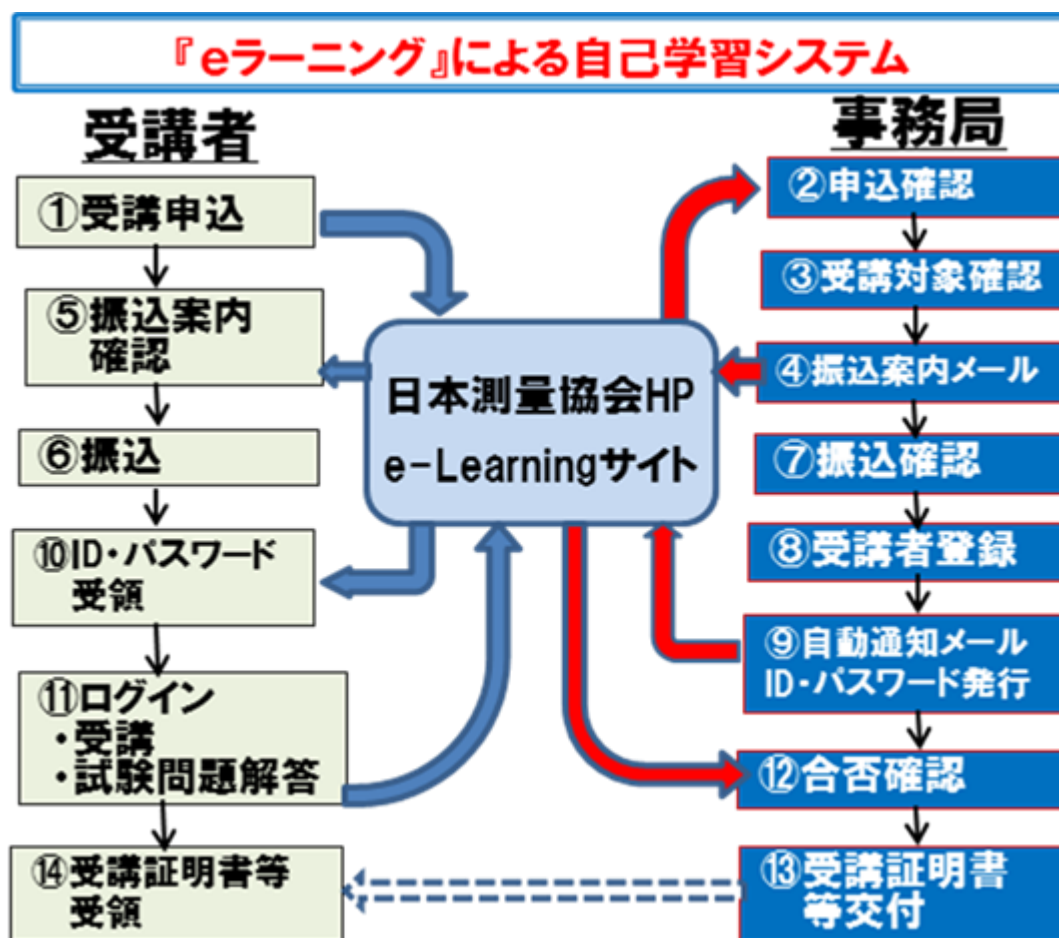 『eラーニング』による自己学習システム
受講者
①受講申込
⑤振込案内
確認
⑥振込
⑩ID・パスワード
受領
⑪ログイン
・受講
・試験問題解答
⑭受講証明書等
受領
日本測量協会HP
e-Learningサイト
事務局
②申込確認
③受講対象確認
④振込案内メール
⑦振込確認
⑧受講者登録
⑨自動通知メール
ID・パスワード発行
⑫合否確認
⑬受講証明書
等交付